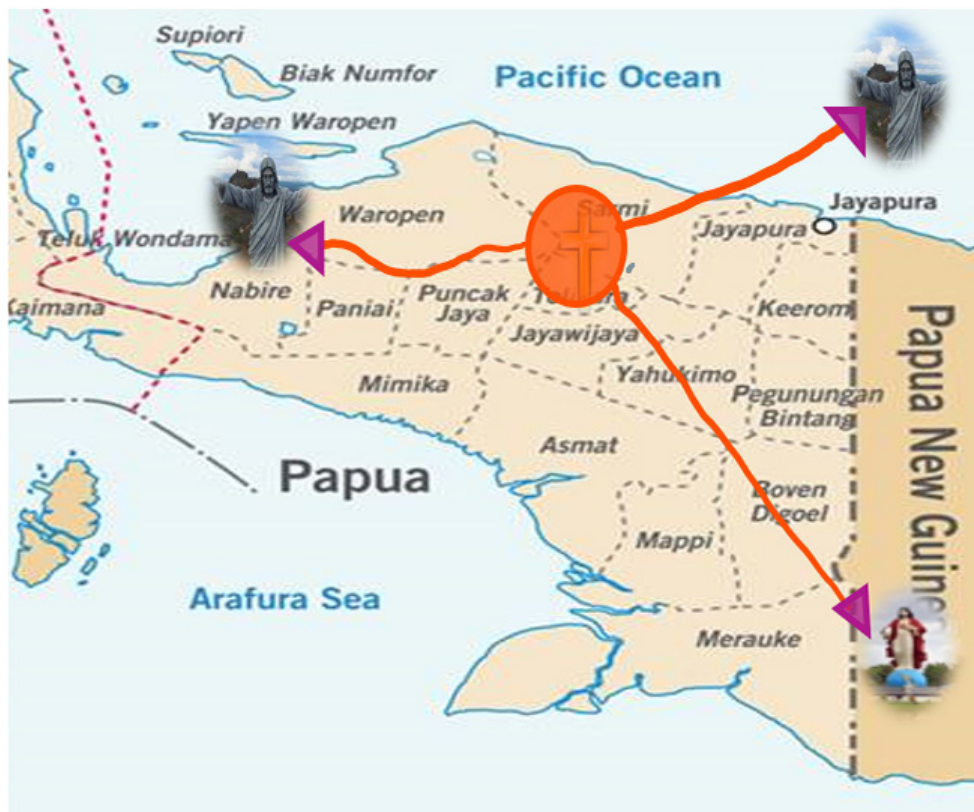 Supiori
Biak Numfor
Pacific Ocean
Yapen Waropen
Sarmi
Jayapura
Waropen
Jayapura
Teluk Wondama
Nabire
Paniai
Puncak
Jaya
Keerom
Kaimana
Jayawijaya
Mimika
Yahukimo
Pegunungan
Bintang
Asmat
Papua
Boven
Digoel
Mappi
Arafura Sea
Merauke
Papua New